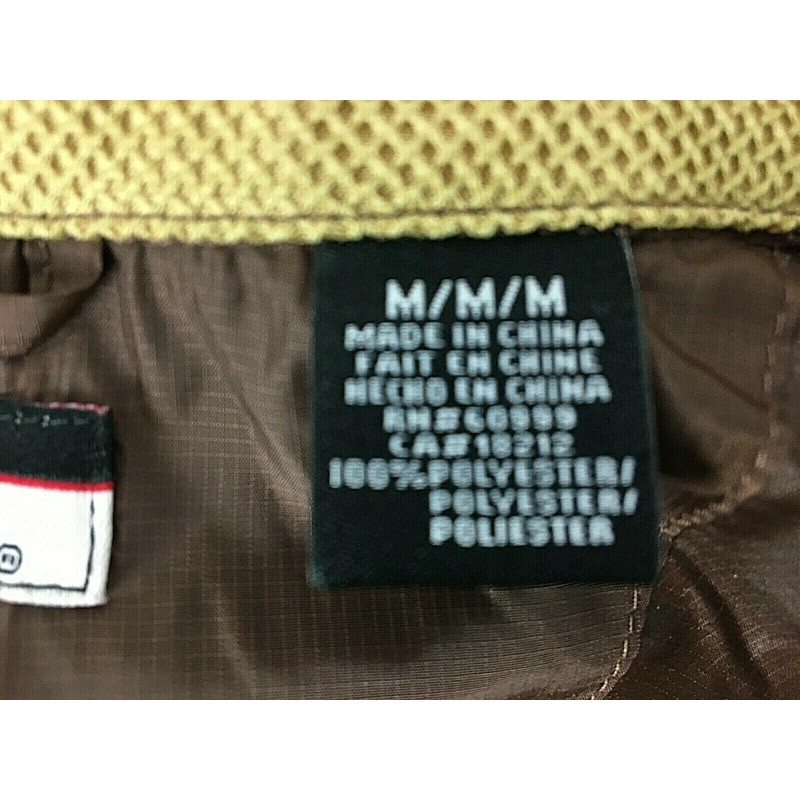 M/M/M
MADE IN CHINA
FAIT EN CHINE
HECHO EN CHINA
RN#60999
CA#18212
100%POLYESTER/
POLYESTER/
POLIESTER
®